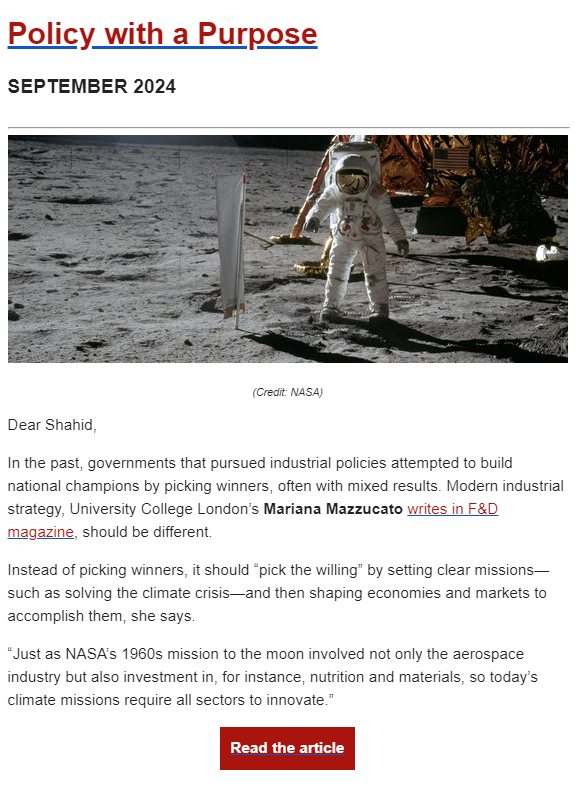 Policy with a Purpose
SEPTEMBER 2024
(Credit: NASA)
Dear Shahid,
In the past, governments that pursued industrial policies attempted to build
national champions by picking winners, often with mixed results. Modern industrial
strategy, University College London’s Mariana Mazzucato writes in F&D
magazine, should be different.
Instead of picking winners, it should “pick the willing” by setting clear missions—
such as solving the climate crisis—and then shaping economies and markets to
accomplish them, she says.
“Just as NASA’s 1960s mission to the moon involved not only the aerospace
industry but also investment in, for instance, nutrition and materials, so today’s
climate missions require all sectors to innovate.”
Read the article